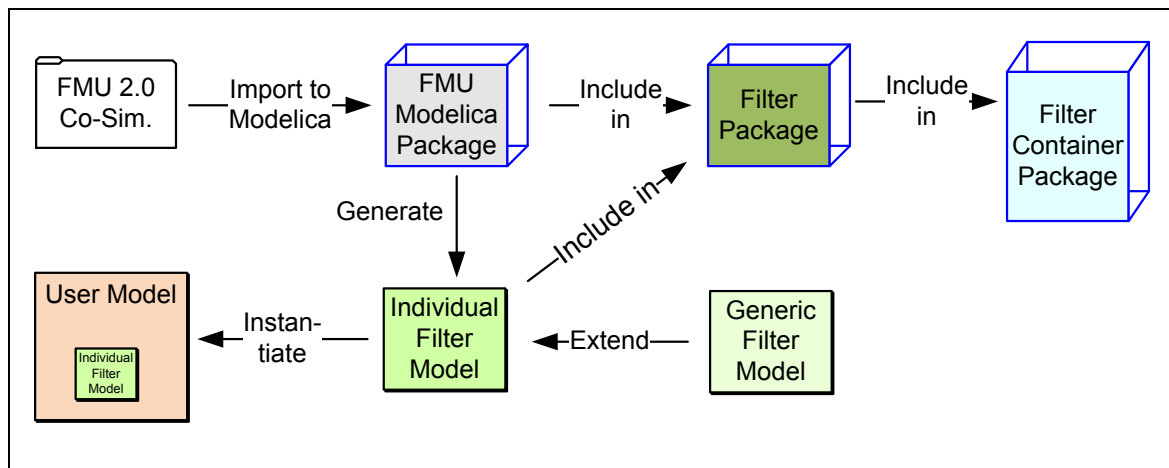 FMU 2.0
Co-Sim.
Import to
Modelica
FMU
Modelica
Package
Include
in
Filter
Package
Include
in
Filter
Container
Package
Generate
Include in
User Model
Individual
Filter
Model
Instan-
tiate
Individual
Filter
Model
Extend
Generic
Filter
Model